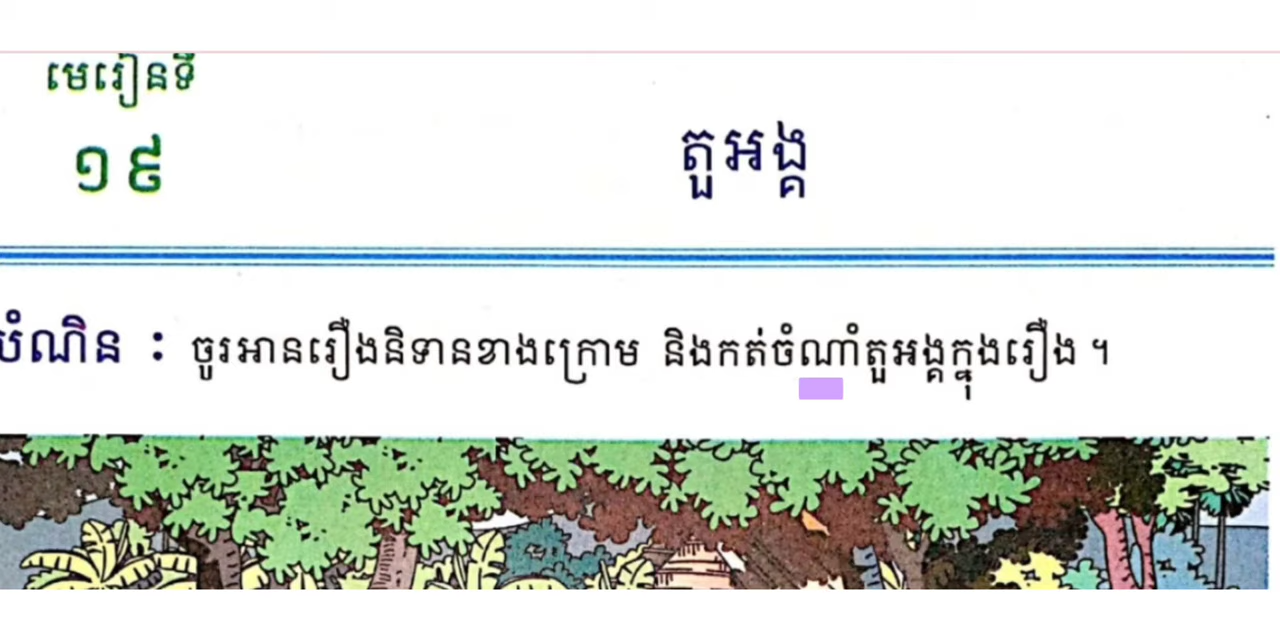 មេរៀនទី
១៩
តួអង្គ
បំណិន : ចូរអានរឿងនិទានខាងក្រោម និងកត់ចំណាំតួអង្គក្នុងរឿង ។